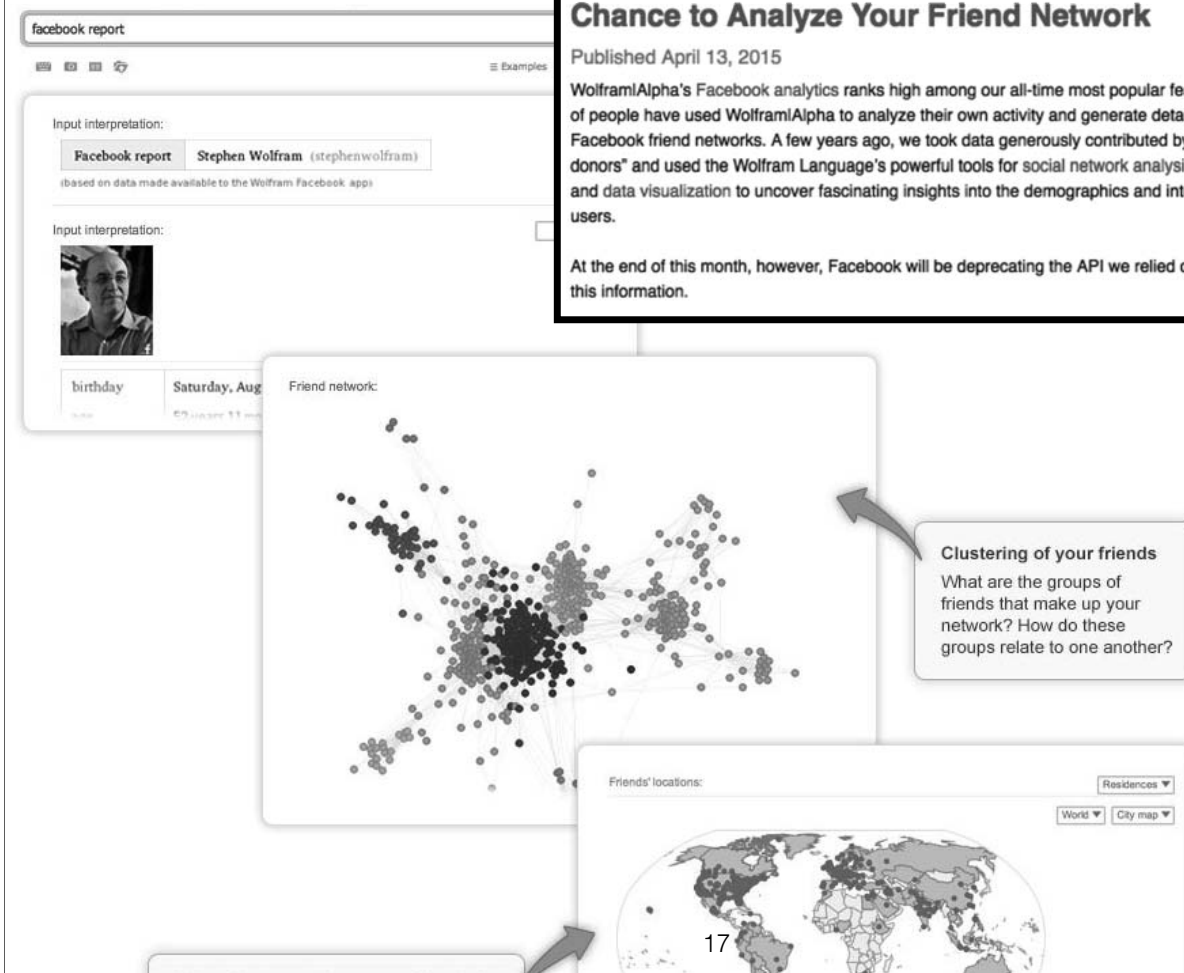 facebook report
≡ Examples
Input interpretation:
Facebook report Stephen Wolfram (stephenwolfram)
(based on data made available to the Wolfram Facebook app)
Input interpretation:
birthday Saturday, Aug
Chance to Analyze Your Friend Network
Published April 13, 2015
Wolfram|Alpha's Facebook analytics ranks high among our all-time most popular fe
of people have used Wolfram|Alpha to analyze their own activity and generate deta
Facebook friend networks. A few years ago, we took data generously contributed by
donors" and used the Wolfram Language's powerful tools for social network analysi
and data visualization to uncover fascinating insights into the demographics and int
users.
At the end of this month, however, Facebook will be deprecating the API we relied o
this information.
Friend network:
Clustering of your friends
What are the groups of
friends that make up your
network? How do these
groups relate to one another?
Friends' locations:
Residences ▼
World ▼ City map ▼
17